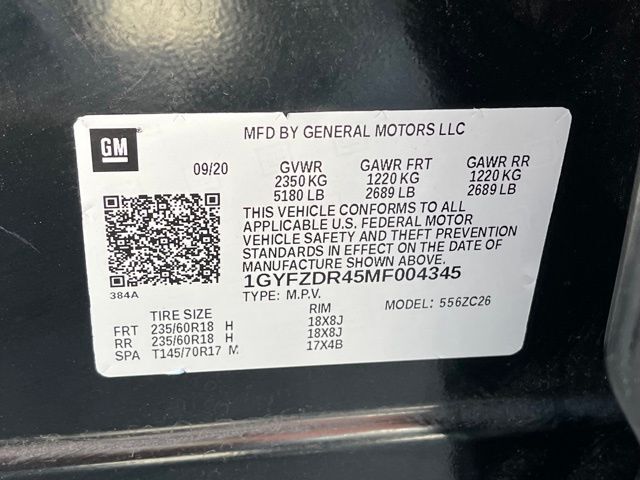 GM
MFD BY GENERAL MOTORS LLC
09/20 GVWR GAWR FRT GAWR RR
2350 KG 1220 KG 1220 KG
5180 LB 2689 LB 2689 LB
THIS VEHICLE CONFORMS TO ALL
APPLICABLE U.S. FEDERAL MOTOR
VEHICLE SAFETY AND THEFT PREVENTION
STANDARDS IN EFFECT ON THE DATE OF
MANUFACTURE SHOWN ABOVE.
384A 1GYFZDR45MF004345
TYPE: M.P.V. MODEL: 556ZC26
TIRE SIZE RIM
FRT 235/60R18 H 18X8J
RR 235/60R18 H 18X8J
SPA T145/70R17 M 17X4B